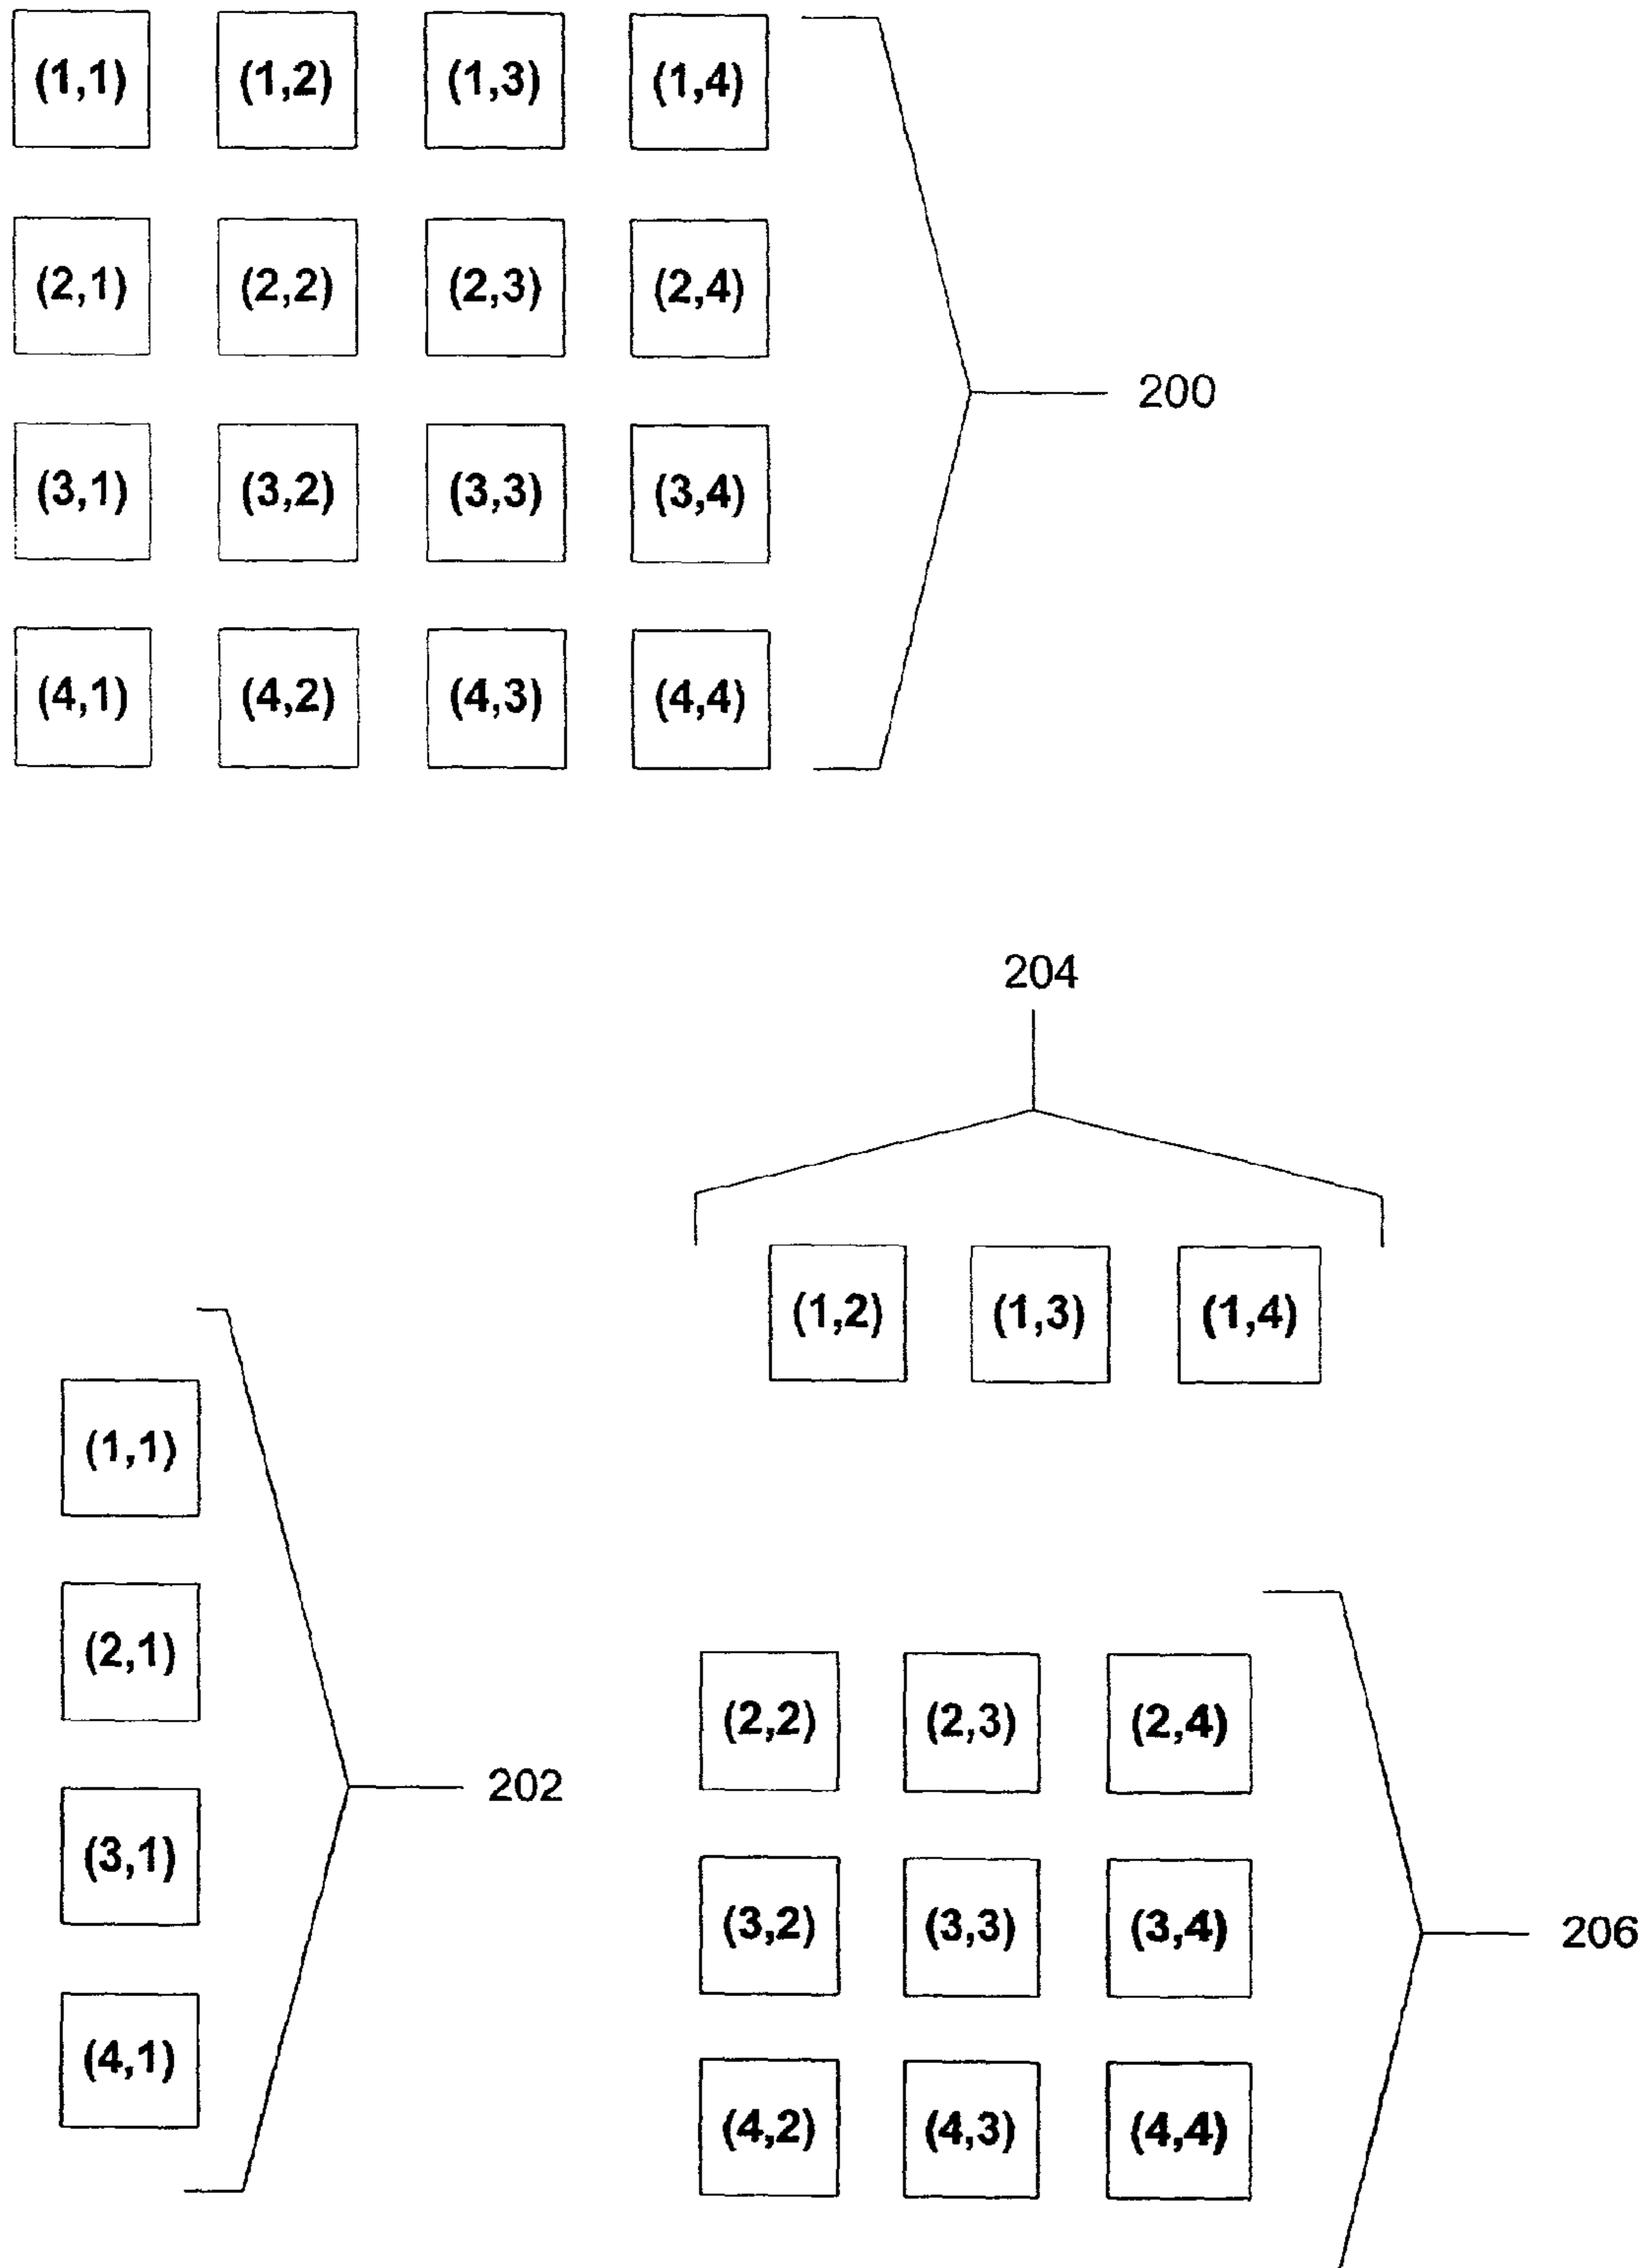 (1,1) (1,2) (1,3) (1,4)
(2,1) (2,2) (2,3) (2,4)
200
(3,1) (3,2) (3,3) (3,4)
(4,1) (4,2) (4,3) (4,4)
204
(1,2) (1,3) (1,4)
(1,1)
(2,1)
202
(3,1)
(4,1)
(2,2) (2,3) (2,4)
(3,2) (3,3) (3,4)
206
(4,2) (4,3) (4,4)